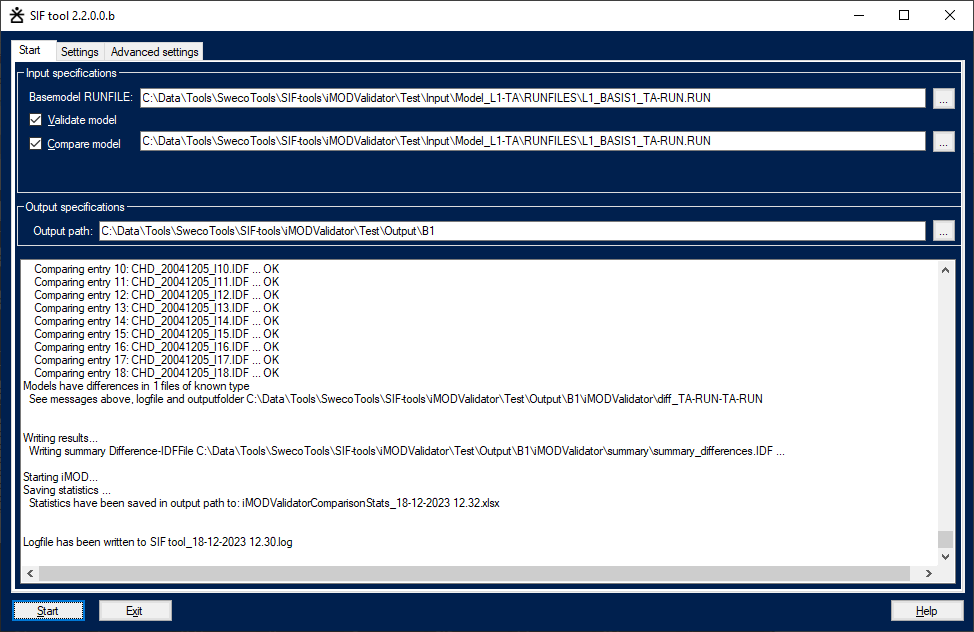 SIF tool 2.2.0.0.b
Start Settings Advanced settings
Input specifications
Basemodel RUNFILE: C:\Data\Tools\SwecoTools\SIF-tools\iMODValidator\Test\Input\Model_L1-TA\RUNFILES\L1_BASIS1_TA-RUN.RUN ...
Validate model
Compare model C:\Data\Tools\SwecoTools\SIF-tools\iMODValidator\Test\Input\Model_L1-TA\RUNFILES\L1_BASIS1_TA-RUN.RUN ...
Output specifications
Output path: C:\Data\Tools\SwecoTools\SIF-tools\iMODValidator\Test\Output\B1 ...
Comparing entry 10: CHD_20041205_l10.IDF ... OK
Comparing entry 11: CHD_20041205_l11.IDF ... OK
Comparing entry 12: CHD_20041205_l12.IDF ... OK
Comparing entry 13: CHD_20041205_l13.IDF ... OK
Comparing entry 14: CHD_20041205_l14.IDF ... OK
Comparing entry 15: CHD_20041205_l15.IDF ... OK
Comparing entry 16: CHD_20041205_l16.IDF ... OK
Comparing entry 17: CHD_20041205_l17.IDF ... OK
Comparing entry 18: CHD_20041205_l18.IDF ... OK
Models have differences in 1 files of known type
See messages above, logfile and outputfolder C:\Data\Tools\SwecoTools\SIF-tools\iMODValidator\Test\Output\B1\iMODValidator\diff_TA-RUN-TA-RUN
Writing results...
Writing summary Difference-IDFFile C:\Data\Tools\SwecoTools\SIF-tools\iMODValidator\Test\Output\B1\iMODValidator\summary\summary_differences.IDF ...
Starting iMOD...
Saving statistics ...
Statistics have been saved in output path to: iMODValidatorComparisonStats_18-12-2023 12.32.xlsx
Logfile has been written to SIF tool_18-12-2023 12.30.log
Start Exit Help